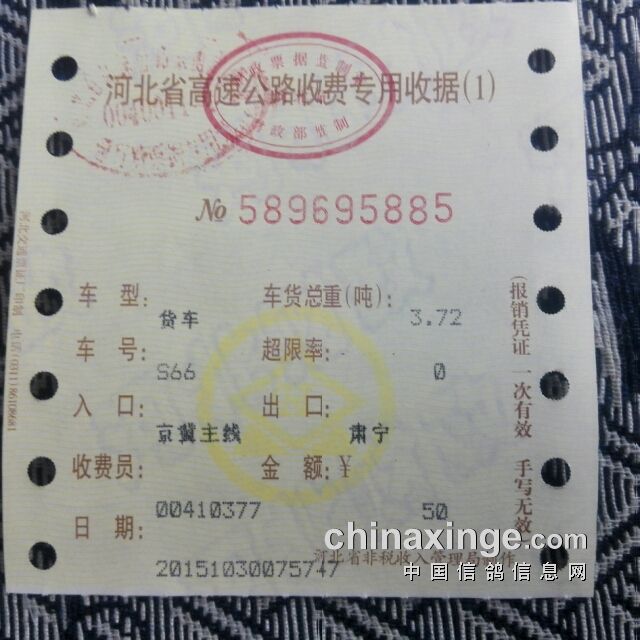 河北省高速公路收费专用收据(1)
政部监制
No 589695885
车 型: 货车 车货总重(吨): 3.72
车 号: S66 超限率: 0
入 口: 京冀主线 出 口: 肃宁
收费员: 00410377 金 额:￥ 50
日 期: 20151030075747
(报销凭证 一次有效 手写无效)
河北省非税收入管理局
chinaxinge.com
中国信鸽信息网